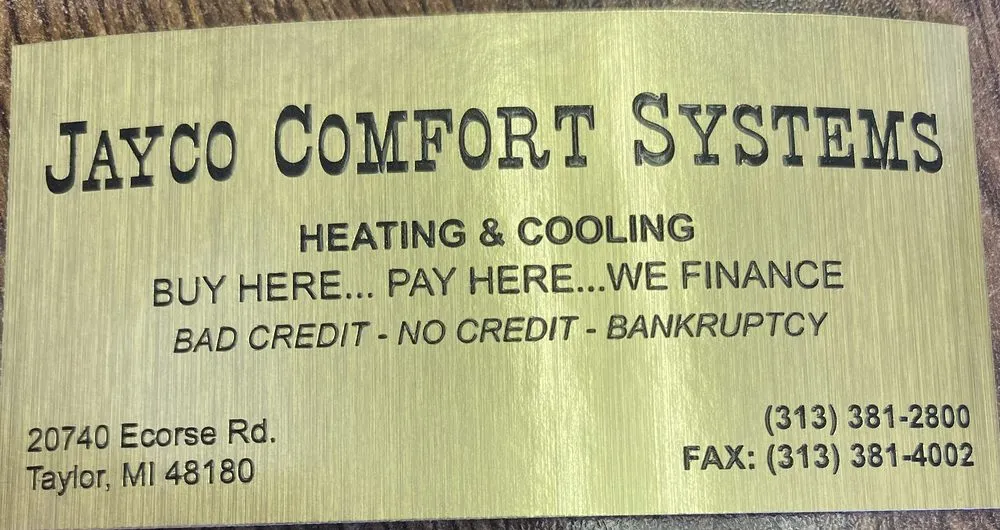 JAYCO COMFORT SYSTEMS
HEATING & COOLING
BUY HERE... PAY HERE...WE FINANCE
BAD CREDIT - NO CREDIT - BANKRUPTCY
20740 Ecorse Rd.
Taylor, MI 48180
(313) 381-2800
FAX: (313) 381-4002